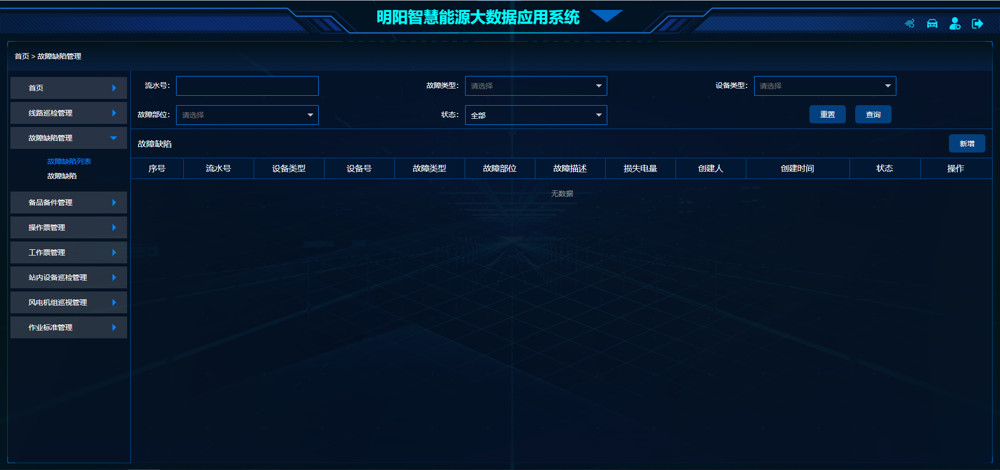 明阳智慧能源大数据应用系统
首页 > 故障缺陷管理
首页
线路巡检管理
故障缺陷管理
故障缺陷列表
故障缺陷
备品备件管理
操作票管理
工作票管理
站内设备巡检管理
风电机组巡视管理
作业标准管理
流水号： 故障类型： 请选择 设备类型： 请选择
故障部位： 请选择 状态： 全部 重置 查询
故障缺陷 新增
序号 流水号 设备类型 设备号 故障类型 故障部位 故障描述 损失电量 创建人 创建时间 状态 操作
无数据